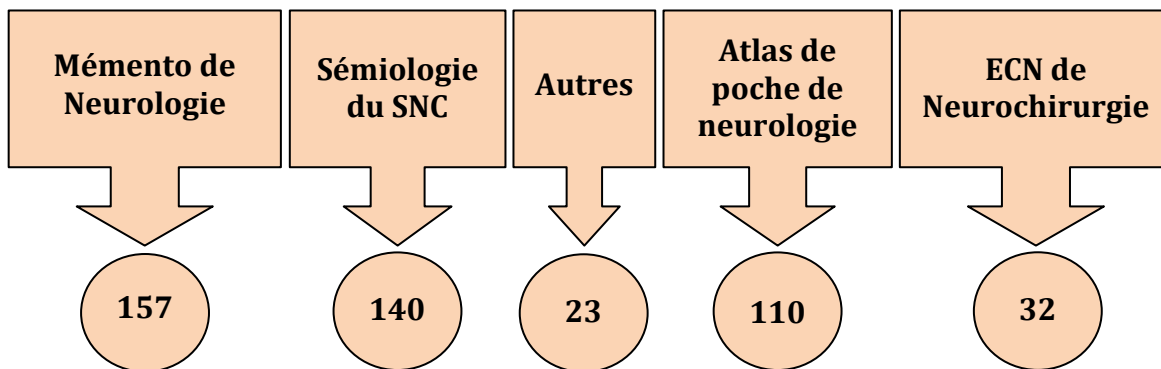 Mémento de
Neurologie
Sémiologie
du SNC
Autres
Atlas de
poche de
neurologie
ECN de
Neurochirurgie
157
140
23
110
32